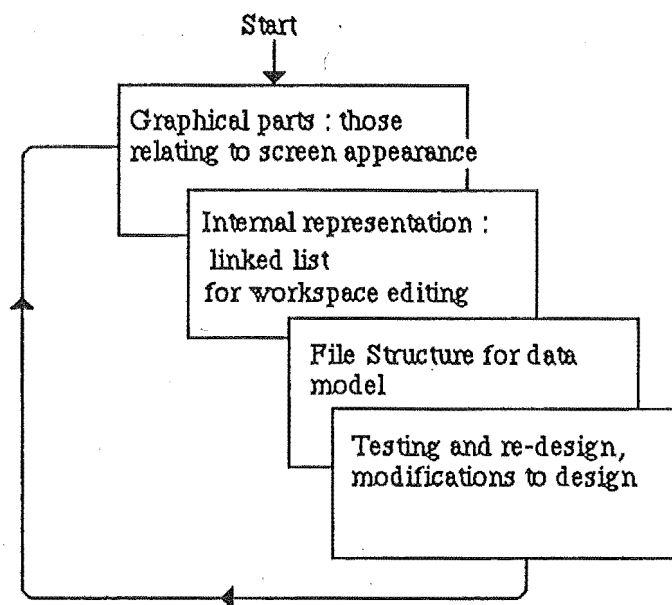 Start
Graphical parts : those
relating to screen appearance
Internal representation :
linked list
for workspace editing
File Structure for data
model
Testing and re-design,
modifications to design